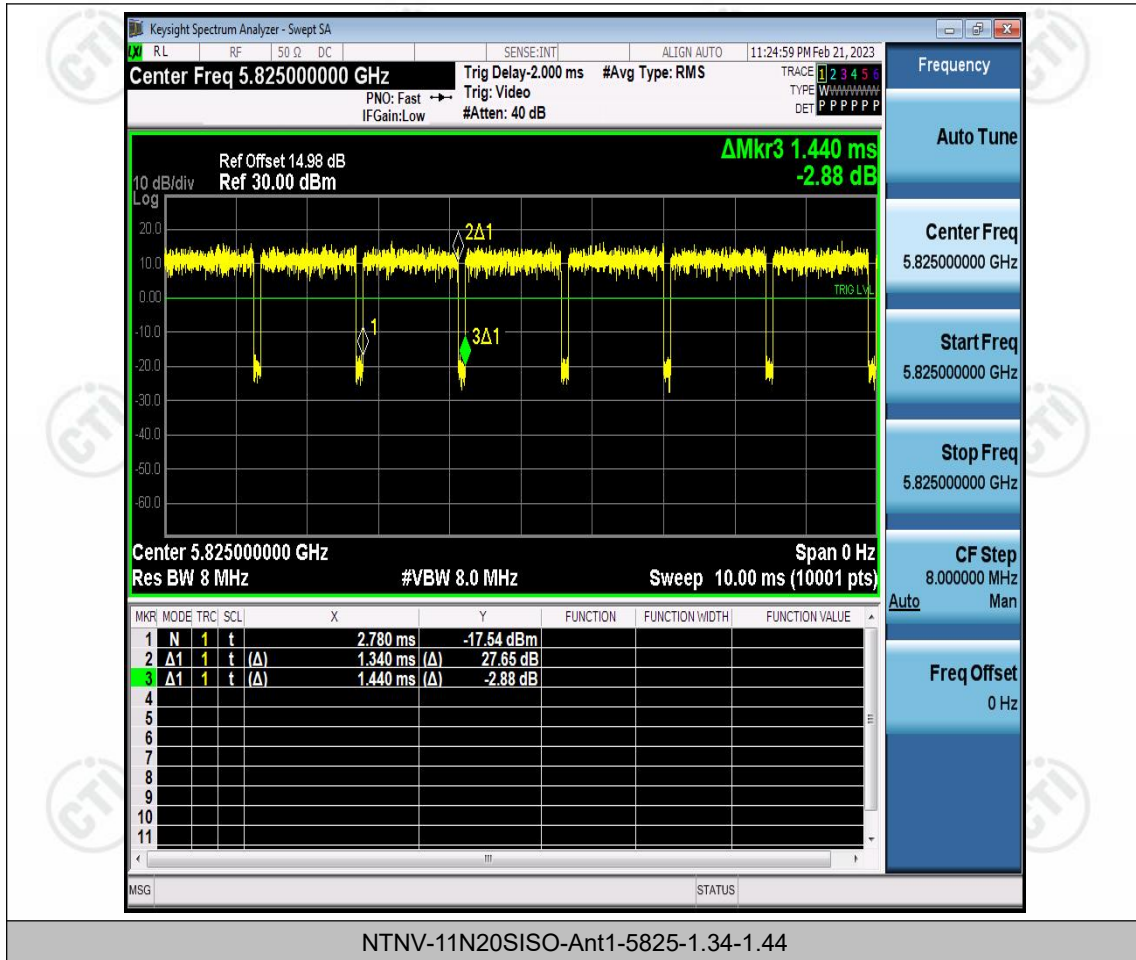 Keysight Spectrum Analyzer - Swept SA
LXI RL RF 50 Ω DC SENSE:INT ALIGN AUTO 11:24:59 PM Feb 21, 2023
Center Freq 5.825000000 GHz
Trig Delay-2.000 ms #Avg Type: RMS
PNO: Fast Trig: Video
IFGain:Low #Atten: 40 dB
TRACE 1 2 3 4 5 6
TYPE WWWWWW
DET P P P P P P
ΔMkr3 1.440 ms
-2.88 dB
Ref Offset 14.98 dB
10 dB/div Ref 30.00 dBm
Log
20.0
10.0
0.00
-10.0
-20.0
-30.0
-40.0
-50.0
-60.0
2Δ1
TRIG LVL
1
3Δ1
Center 5.825000000 GHz Span 0 Hz
Res BW 8 MHz #VBW 8.0 MHz Sweep 10.00 ms (10001 pts)
MKR MODE TRC SCL X Y FUNCTION FUNCTION WIDTH FUNCTION VALUE
1 N 1 t 2.780 ms -17.54 dBm
2 Δ1 1 t (Δ) 1.340 ms (Δ) 27.65 dB
3 Δ1 1 t (Δ) 1.440 ms (Δ) -2.88 dB
4
5
6
7
8
9
10
11
MSG STATUS
Frequency
Auto Tune
Center Freq
5.825000000 GHz
Start Freq
5.825000000 GHz
Stop Freq
5.825000000 GHz
CF Step
8.000000 MHz
Auto Man
Freq Offset
0 Hz
CTI
CTI
CTI
CTI
CTI
CTI
NTNV-11N20SISO-Ant1-5825-1.34-1.44